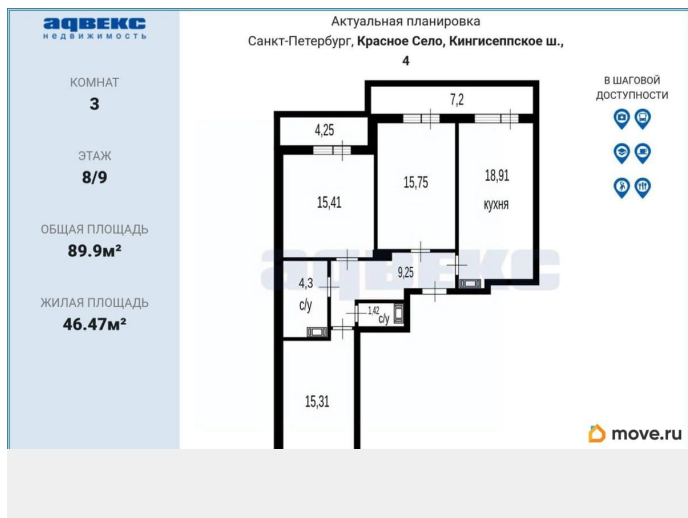 адвекс
НЕДВИЖИМОСТЬ
КОМНАТ
3
ЭТАЖ
8/9
ОБЩАЯ ПЛОЩАДЬ
89.9м²
ЖИЛАЯ ПЛОЩАДЬ
46.47м²
Актуальная планировка
Санкт-Петербург, Красное Село, Кингисеппское ш.,
4
В ШАГОВОЙ
ДОСТУПНОСТИ
7,2
4,25
15,41
15,75
18,91
кухня
адвекс
4,3
с/у
9,25
1,42
с/у
15,31
move.ru